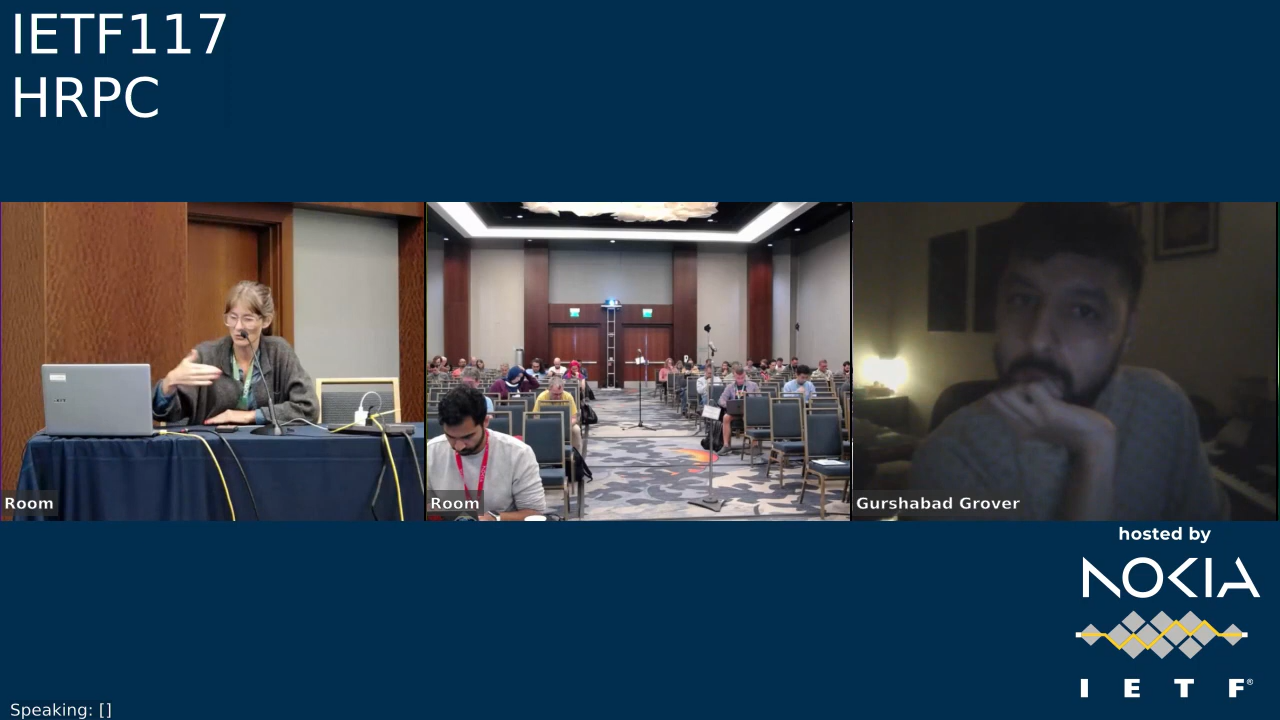 IETF117
HRPC
Room
Room
Gurshabad Grover
hosted by
NOKIA
I E T F®
Speaking: []